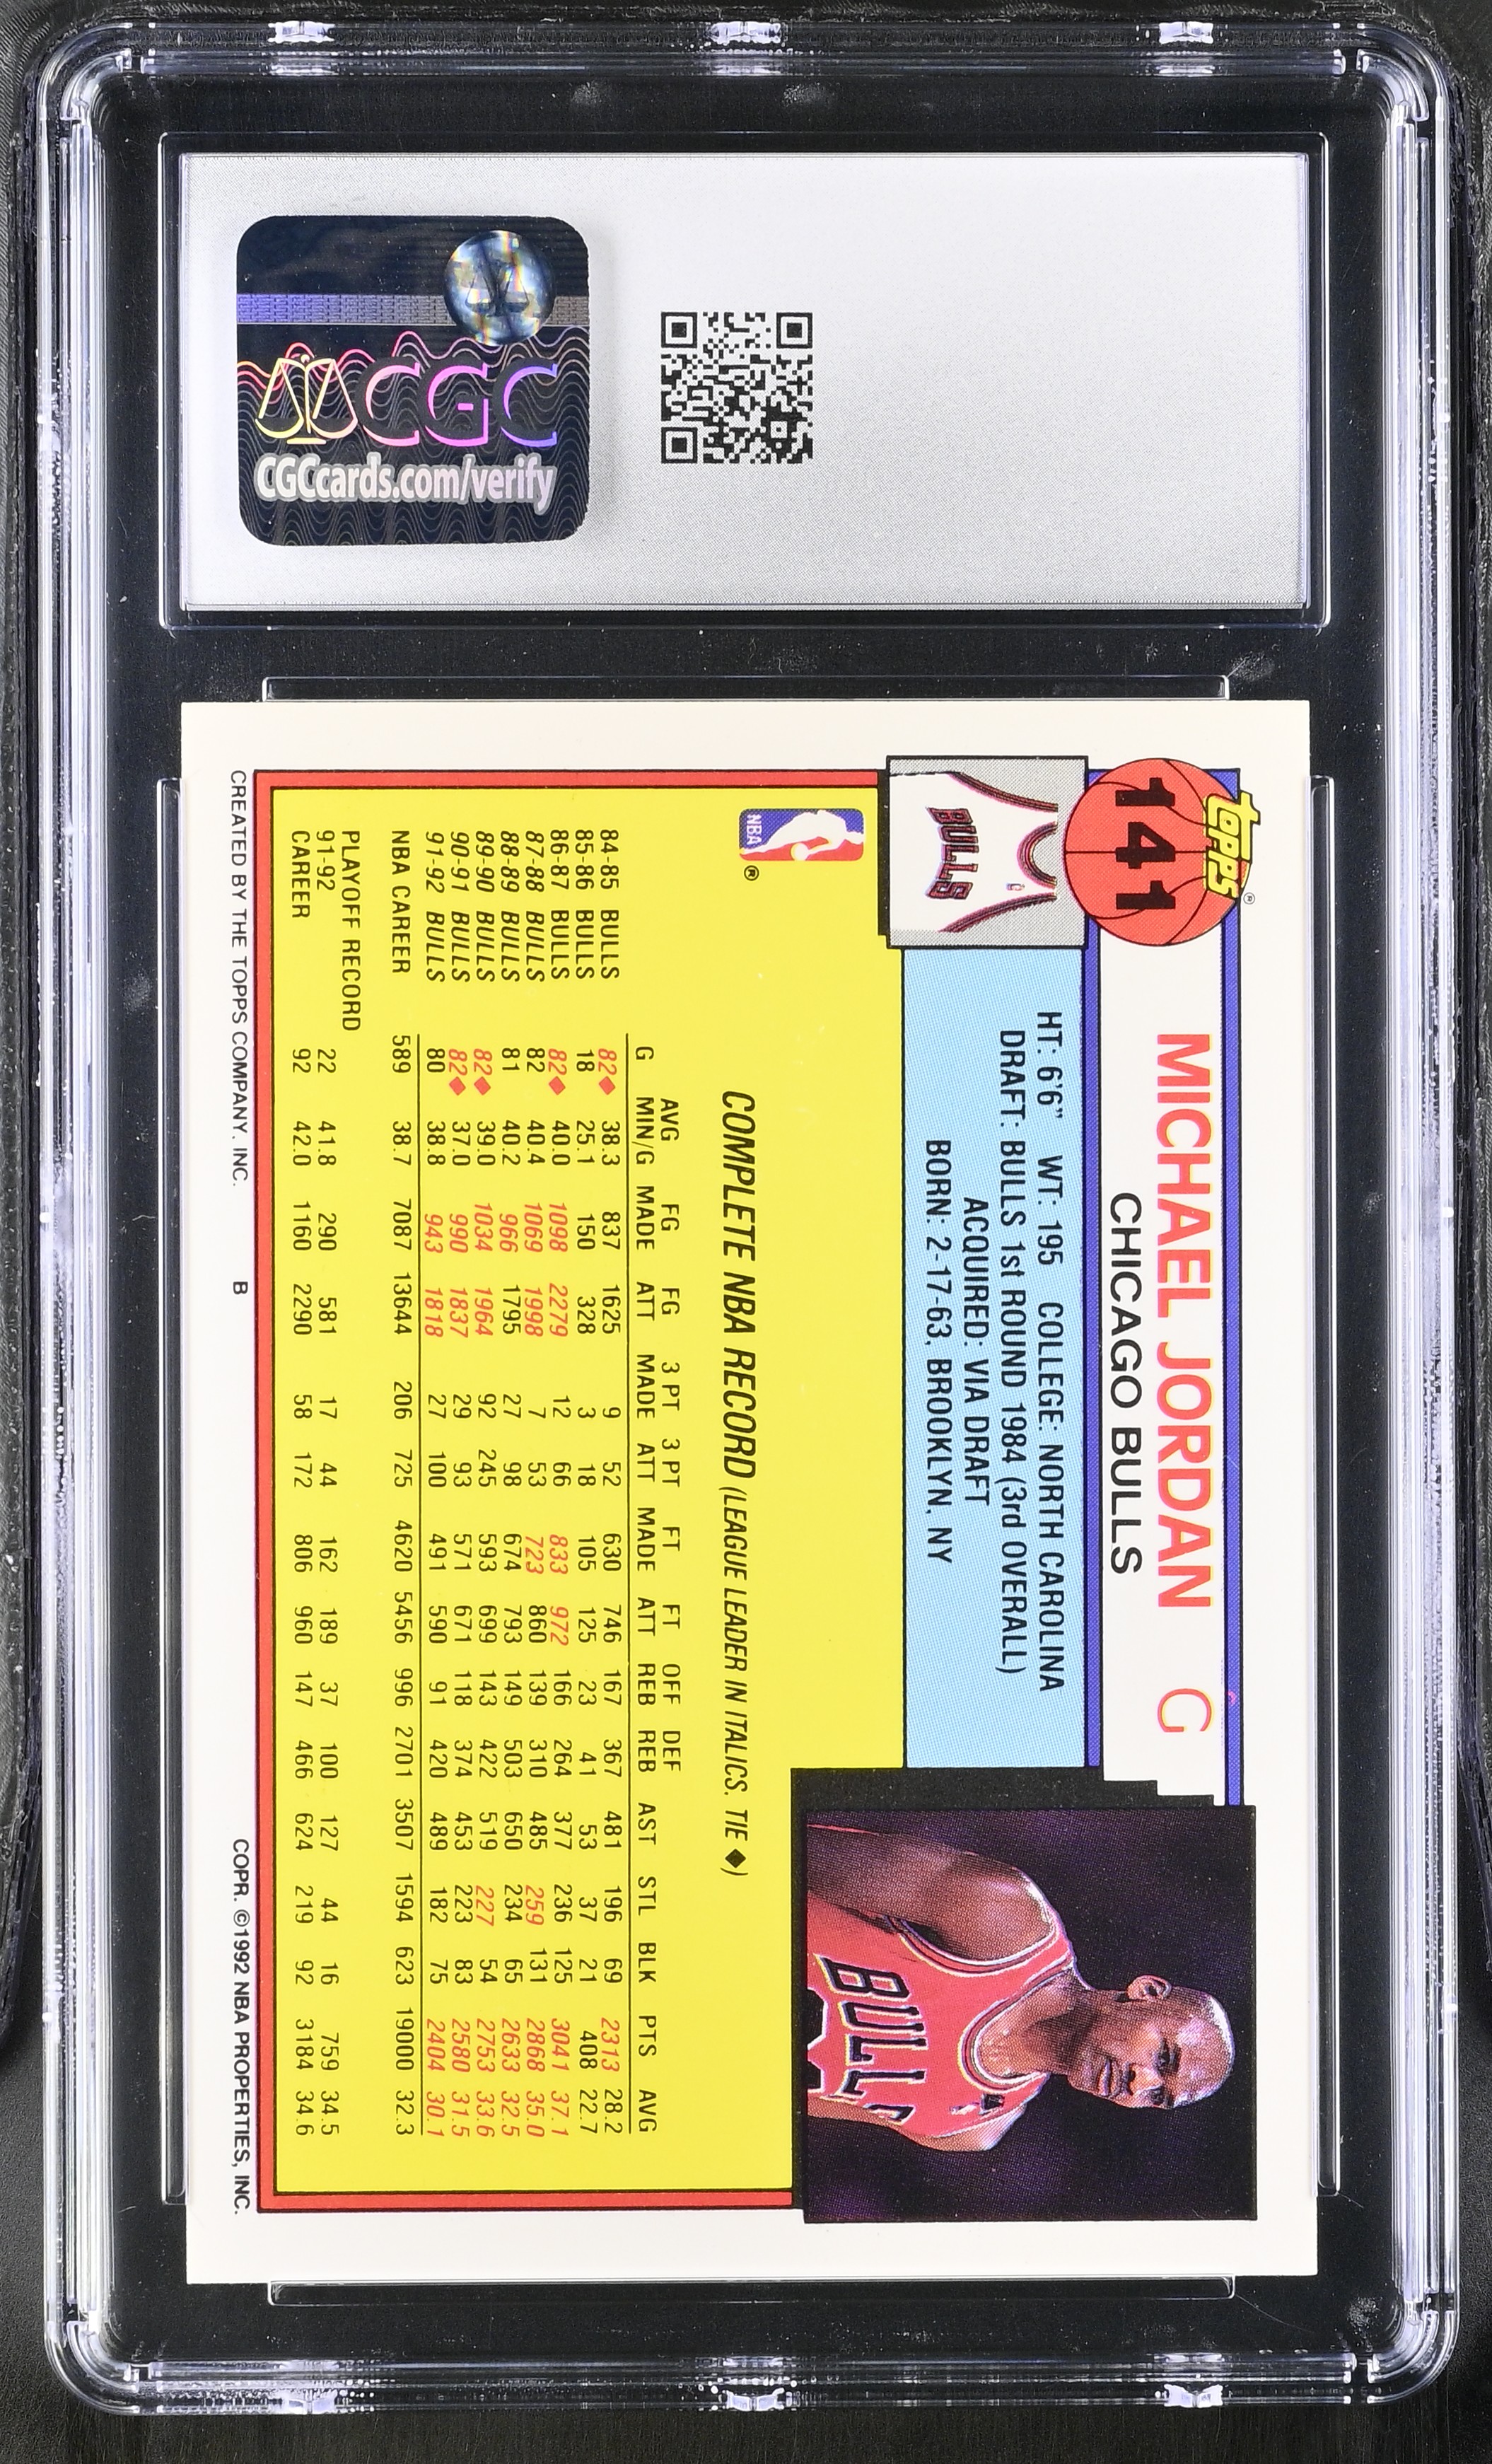 CGC
CGCcards.com/verify
topps®
141
MICHAEL JORDAN G
CHICAGO BULLS
BULLS
HT: 6'6" WT: 195 COLLEGE: NORTH CAROLINA
DRAFT: BULLS 1st ROUND 1984 (3rd OVERALL)
ACQUIRED: VIA DRAFT
BORN: 2-17-63, BROOKLYN, NY
BULL
NBA ®
COMPLETE NBA RECORD (LEAGUE LEADER IN ITALICS. TIE ◆)
AVG FG FG 3 PT 3 PT FT FT OFF DEF
G MIN/G MADE ATT MADE ATT MADE ATT REB REB AST STL BLK PTS AVG
84-85 BULLS 82◆ 38.3 837 1625 9 52 630 746 167 367 481 196 69 2313 28.2
85-86 BULLS 18 25.1 150 328 3 18 105 125 23 41 53 37 21 408 22.7
86-87 BULLS 82◆ 40.0 1098 2279 12 66 833 972 166 264 377 236 125 3041 37.1
87-88 BULLS 82 40.4 1069 1998 7 53 723 860 139 310 485 259 131 2868 35.0
88-89 BULLS 81 40.2 966 1795 27 98 674 793 149 503 650 234 65 2633 32.5
89-90 BULLS 82◆ 39.0 1034 1964 92 245 593 699 143 422 519 227 54 2753 33.6
90-91 BULLS 82◆ 37.0 990 1837 29 93 571 671 118 374 453 223 83 2580 31.5
91-92 BULLS 80 38.8 943 1818 27 100 491 590 91 420 489 182 75 2404 30.1
NBA CAREER 589 38.7 7087 13644 206 725 4620 5456 996 2701 3507 1594 623 19000 32.3
PLAYOFF RECORD
91-92 22 41.8 290 581 17 44 162 189 37 100 127 44 16 759 34.5
CAREER 92 42.0 1160 2290 58 172 806 960 147 466 624 219 92 3184 34.6
CREATED BY THE TOPPS COMPANY. INC. B COPR. ©1992 NBA PROPERTIES, INC.